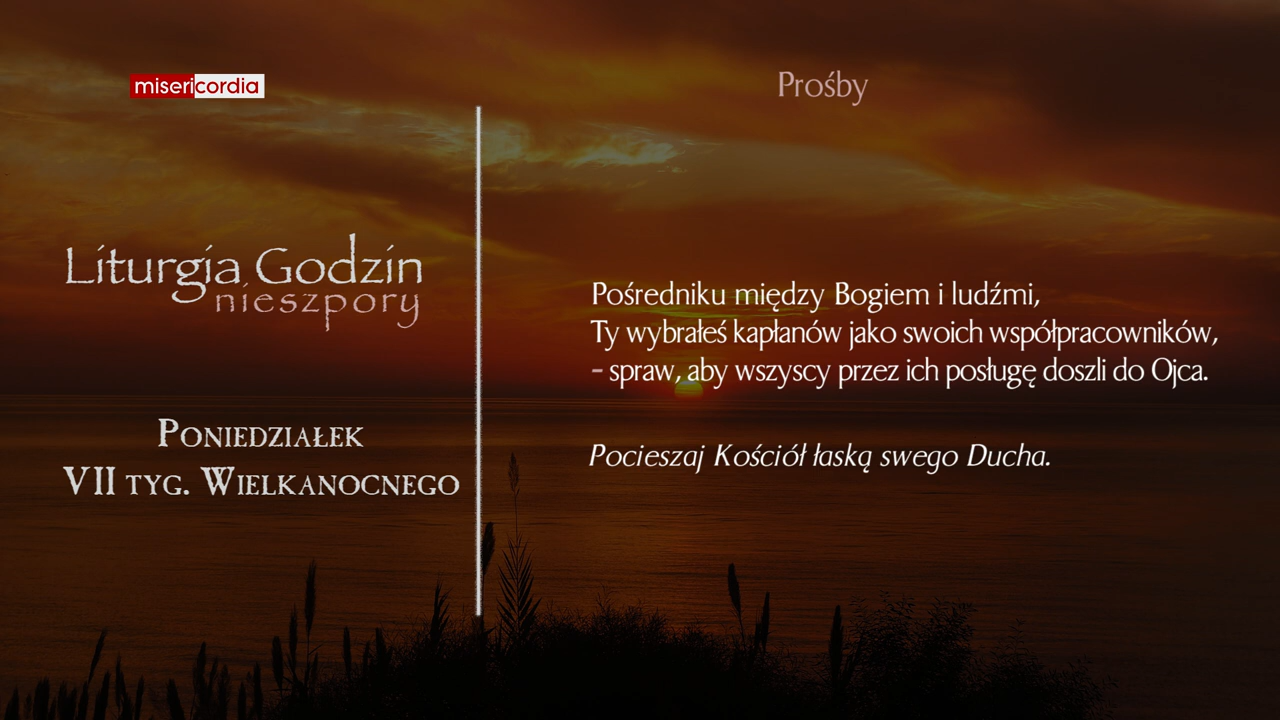 misericordia
Prośby
Liturgia Godzin
nieszpory
Poniedziałek
VII tyg. Wielkanocnego
Pośredniku między Bogiem i ludźmi,
Ty wybrałeś kapłanów jako swoich współpracowników,
- spraw, aby wszyscy przez ich posługę doszli do Ojca.
Pocieszaj Kościół łaską swego Ducha.